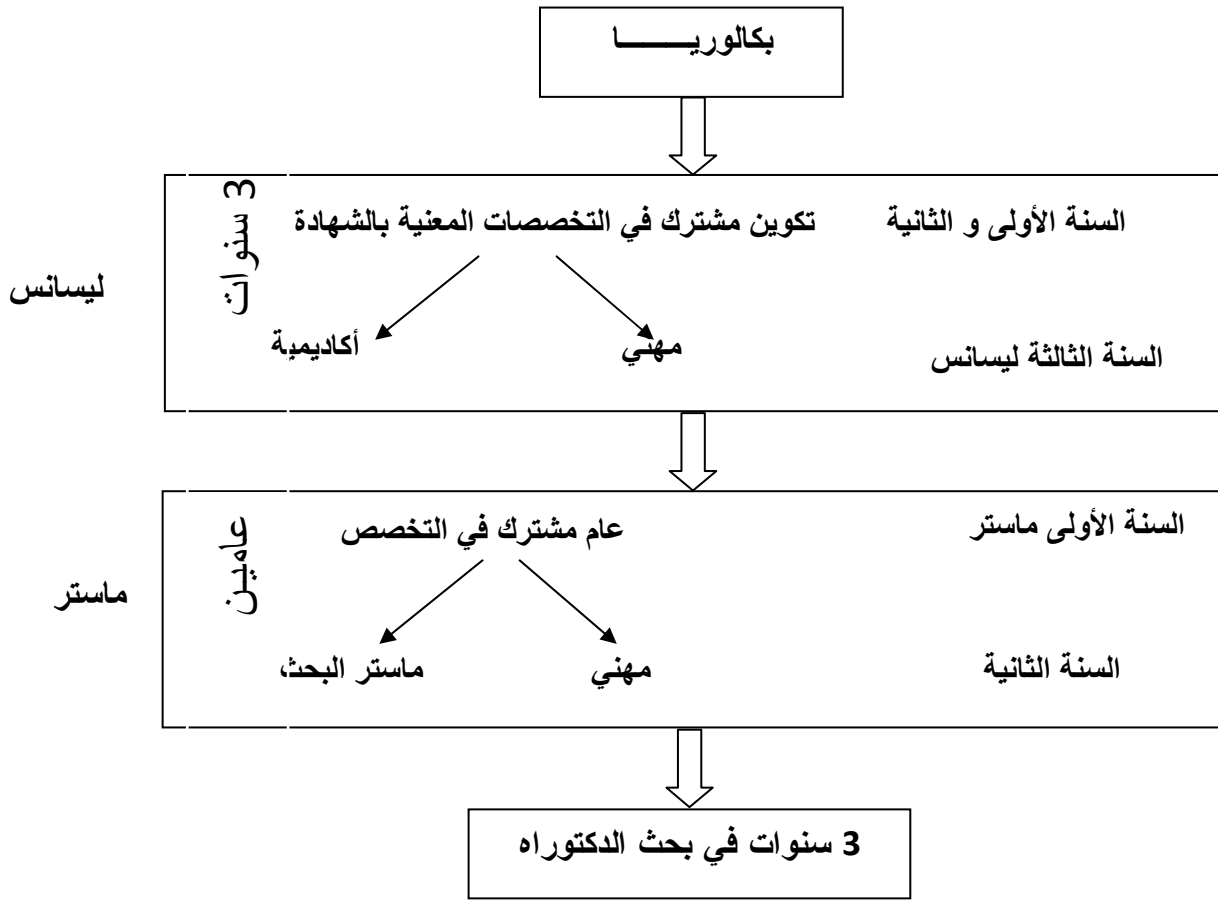 بكالوريـــــــا
السنة الأولى و الثانية
تكوين مشترك في التخصصات المعنية بالشهادة
3 سنوات
ليسانس
السنة الثالثة ليسانس
مهني
أكاديمية
السنة الأولى ماستر
عام مشترك في التخصص
عاميـن
ماستر
السنة الثانية
مهني
ماستر البحث
3 سنوات في بحث الدكتوراه